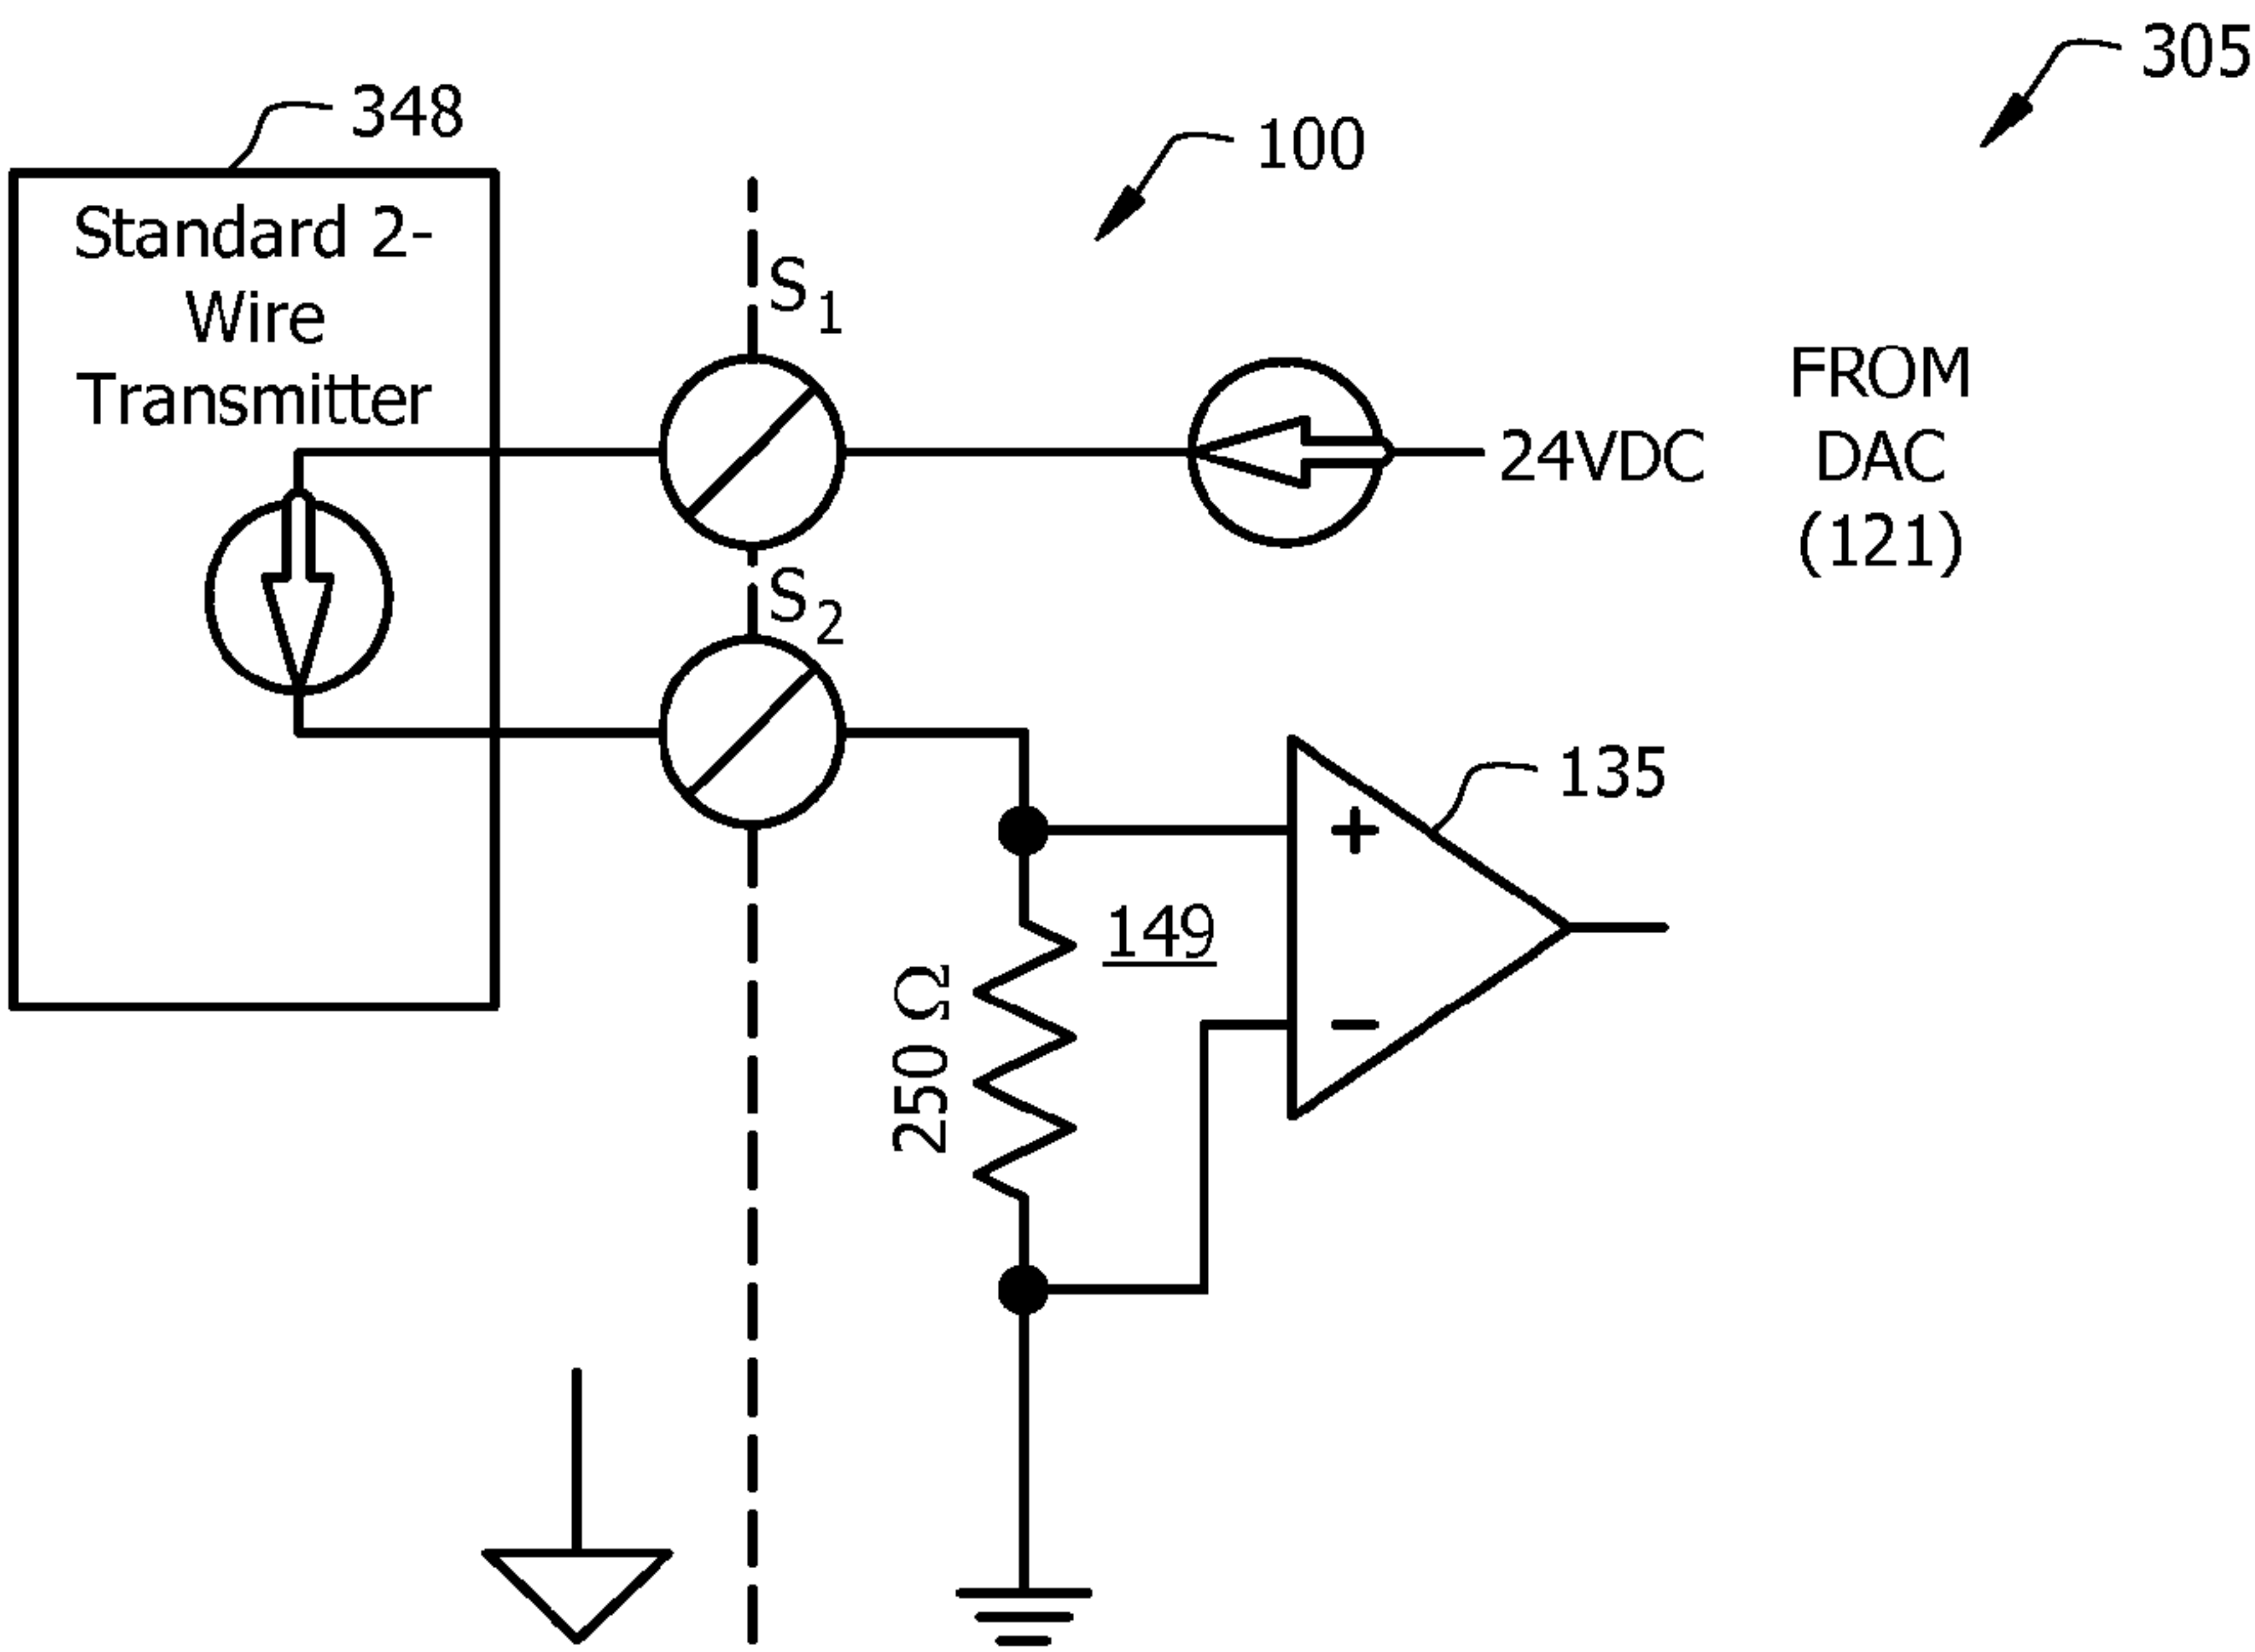 305
348
100
Standard 2-
Wire
Transmitter
S1
FROM
24VDC
DAC
(121)
S2
135
+
149
250 Ω
−